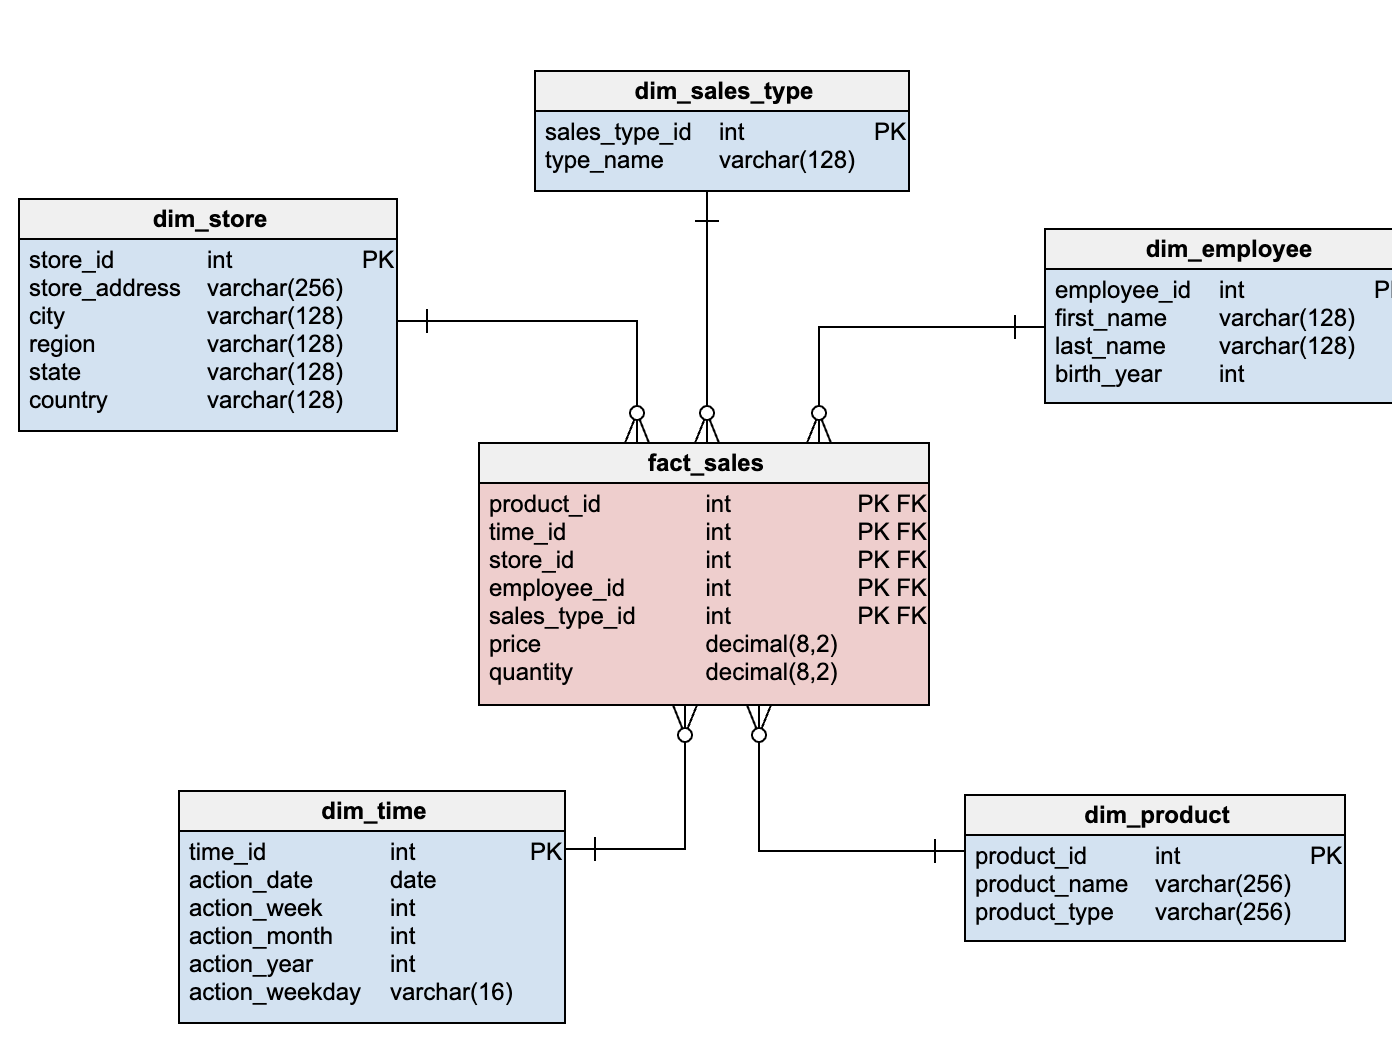 dim_sales_type
sales_type_id int PK
type_name varchar(128)
dim_store
store_id int PK
store_address varchar(256)
city varchar(128)
region varchar(128)
state varchar(128)
country varchar(128)
dim_employee
employee_id int
first_name varchar(128)
last_name varchar(128)
birth_year int
fact_sales
product_id int PK FK
time_id int PK FK
store_id int PK FK
employee_id int PK FK
sales_type_id int PK FK
price decimal(8,2)
quantity decimal(8,2)
dim_time
time_id int PK
action_date date
action_week int
action_month int
action_year int
action_weekday varchar(16)
dim_product
product_id int PK
product_name varchar(256)
product_type varchar(256)